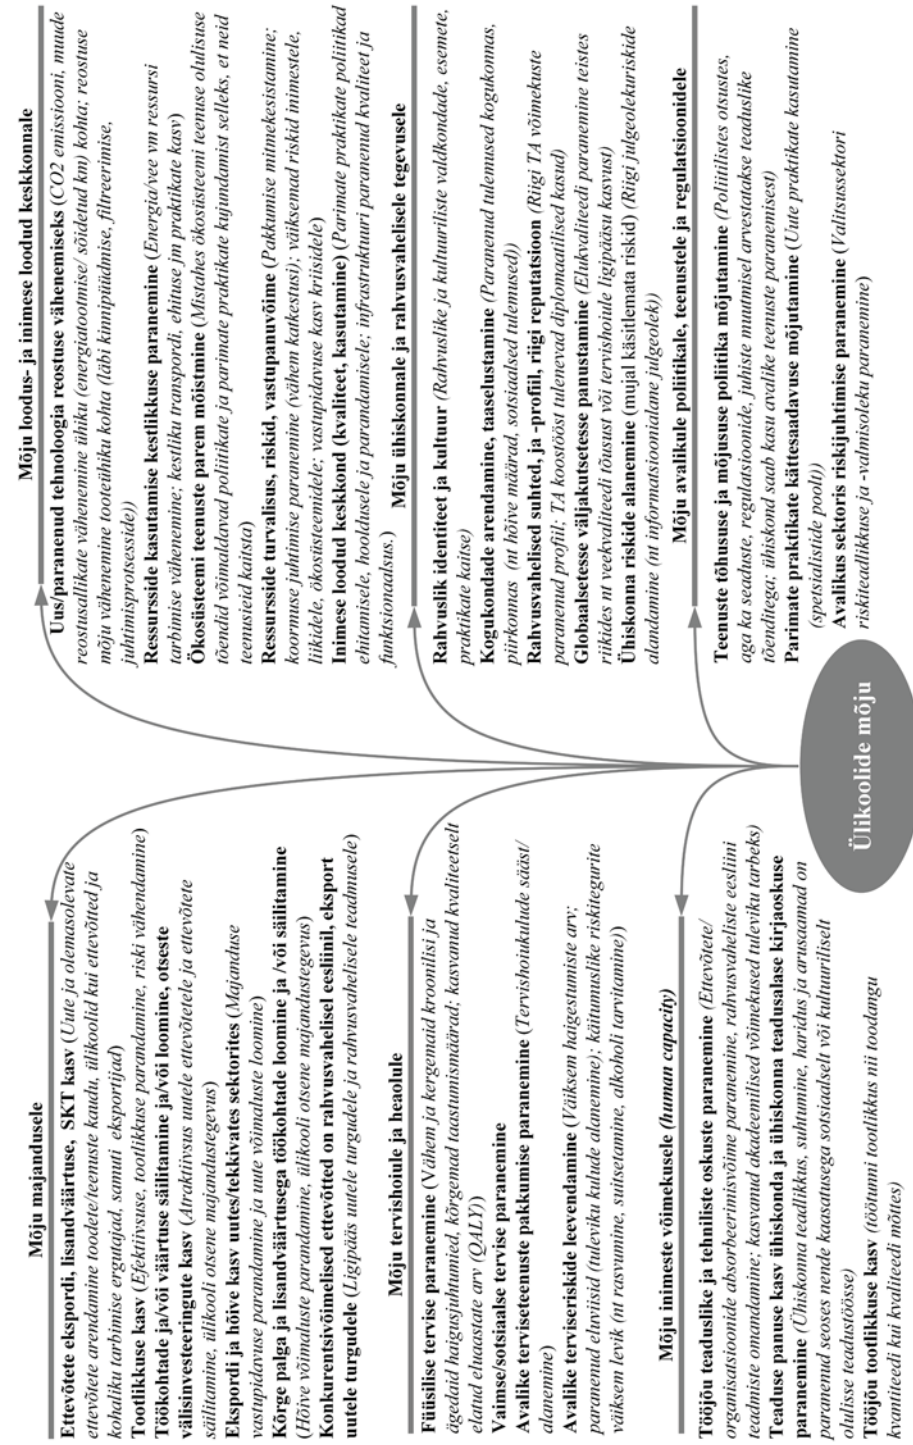 Mõju majandusele
Ettevõtete ekspordi, lisandväärtuse, SKT kasv (Uute ja olemasolevate
ettevõtete arendamine toodete/teenuste kaudu, ülikoolid kui ettevõtted ja
kohaliku tarbimise ergutajad, samuti eksportijad)
Tootlikkuse kasv (Efektiivsuse, tootlikkuse parandamine, riski vähendamine)
Töökohtade ja/või väärtuse säilitamine ja/või loomine, otseste
välisinvesteeringute kasv (Atraktiivsus uutele ettevõtetele ja ettevõtete
säilitamine, ülikooli otsene majandustegevus)
Ekspordi ja hõive kasv uutes/tekkivates sektorites (Majanduse
vastupidavuse parandamine ja uute võimaluste loomine)
Kõrge palga ja lisandväärtusega töökohtade loomine ja /või säilitamine
(Hõive võimaluste parandamine, ülikooli otsene majandustegevus)
Konkurentsivõimelised ettevõtted on rahvusvahelisel eesliinil, eksport
uutele turgudele (Ligipääs uutele turgudele ja rahvusvahelisele teadmusele)
Mõju tervishoiule ja heaolule
Füüsilise tervise paranemine (Vähem ja kergemaid kroonilisi ja
ägedaid haigusjuhtumied, kõrgemad taastumismäärad; kasvanud kvaliteetselt
elatud eluaastate arv (QALY))
Vaimse/sotsiaalse tervise paranemine
Avalike terviseteenuste pakkumise paranemine (Tervishoiukulude sääst/
alanemine)
Avalike terviseriskide leevendamine (Väiksem haigestumiste arv;
paranenud eluviisid (tuleviku kulude alanemine); käitumuslike riskitegurite
väiksem levik (nt rasvumine, suitsetamine, alkoholi tarvitamine))
Mõju inimeste võimekusele (human capacity)
Tööjõu teaduslike ja tehniliste oskuste paranemine (Ettevõtete/
organisatsioonide absorbeerimisvõime paranemine, rahvusvaheliste eesliini
teadmiste omandamine; kasvanud akadeemilised võimekused tuleviku tarbeks)
Teaduse panus kasv ühiskonda ja ühiskonna teadusalase kirjaoskuse
paranemine (Ühiskonna teadlikkus, suhtumine, haridus ja arusaamad on
paranenud seoses nende kaasatusega sotsiaalselt või kultuuriliselt
olulisse teadustöösse)
Tööjõu tootlikkuse kasv (töötumi tootlikkus nii toodangu
kvantiteedi kui kvaliteedi mõttes)
Mõju loodus- ja inimese loodud keskkonnale
Uus/paranenud tehnoloogia reostuse vähenemiseks (CO2 emissiooni, muude
reostusallikate vähenemine ühiku (energiatoomise/ sõidetud km) kohta; reostuse
mõju vähenemine tooteühiku kohta (läbi kinnipüüdmise, filtreerimise,
juhtimisprotsesside))
Ressursside kasutamise kestlikkuse paranemine (Energia/vee vm ressursi
tarbimise vähenemine; kestliku transpordi, ehituse jm praktikate kasv)
Ökosüsteemi teenuste parem mõistmine (Mistahes ökosüsteemi teenuse olulisuse
tõendid võimaldavad poliitikate ja parimate praktikate kujundamist selleks, et neid
teenuseid kaitsta)
Ressursside turvalisus, riskid, vastupanuvõime (Pakkumise mitmekesistamine;
koormuse juhtimise paranemine (vähem katkestusi); väiksemad riskid inimestele,
liikidele, ökosüsteemidele; vastupidavuse kasv kriisidele)
Inimese loodud keskkond (kvaliteet, kasutamine) (Parimate praktikate poliitikad
ehitamisele, hooldusele ja parandamisele; infrastruktuuri paranenud kvaliteet ja
funktsionaalsus.)
Mõju ühiskonnale ja rahvusvahelisele tegevusele
Rahvuslik identiteet ja kultuur (Rahvuslike ja kultuuriliste valdkondade, esemete,
praktikate kaitse)
Kogukondade arendamine, taaselustamine (Paranenud tulemused kogukonnas,
piirkonnas (nt hõive määrad, sotsiaalsed tulemused))
Rahvusvahelised suhted, ja -profiil, riigi reputatsioon (Riigi TA võimekuste
paranenud profiil; TA koostööst tulenevad diplomaatilised kasud)
Globaalsetesse väljakutsetesse panustamine (Elukvaliteedi paranemine teistes
riikides nt veekvaliteedi tõusust või tervishoiule ligipääsu kasvust)
Ühiskonna riskide alanemine (mujal käsitlemata riskid) (Riigi julgeolekuriskide
alandamine (nt informatsioonialane julgeolek))
Mõju avalikule poliitikale, teenustele ja regulatsioonidele
Teenuste tõhususe ja mõjususe poliitika mõjutamine (Poliitilistes otsustes,
aga ka seaduste, regulatsioonide, juhiste muutmisel arvestatakse teaduslike
tõenditega; ühiskond saab kasu avalike teenuste paranemisest)
Parimate praktikate kättesaadavuse mõjutamine (Uute praktikate kasutamine
(spetsialistide poolt))
Avalikus sektoris riskijuhtimise paranemine (Valitsussektori
riskiteadlikkuse ja -valmisoleku paranemine)
Ülikoolide mõju